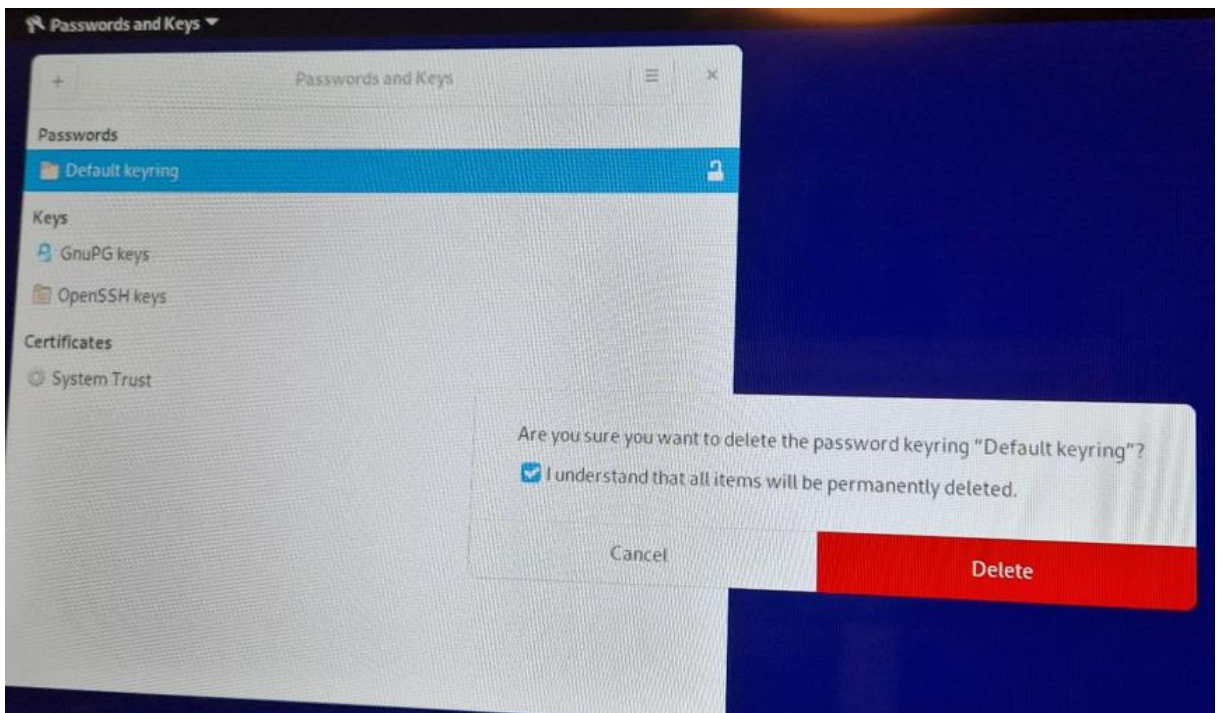 Passwords and Keys
Passwords and Keys
Passwords
Default keyring
Keys
GnuPG keys
OpenSSH keys
Certificates
System Trust
Are you sure you want to delete the password keyring "Default keyring"?
I understand that all items will be permanently deleted.
Cancel
Delete